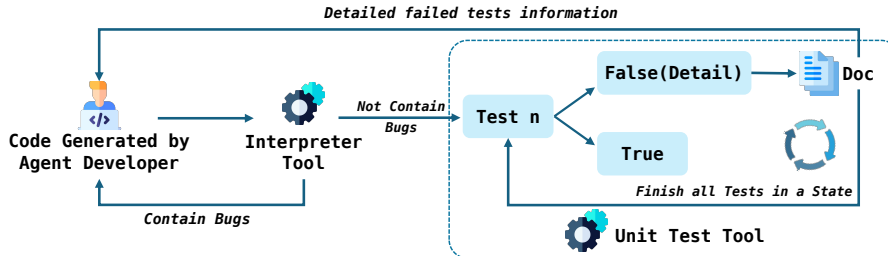 Detailed failed tests information
Code Generated by
Agent Developer
Interpreter
Tool
Contain Bugs
Not Contain
Bugs
Test n
False(Detail)
True
Doc
Finish all Tests in a State
Unit Test Tool